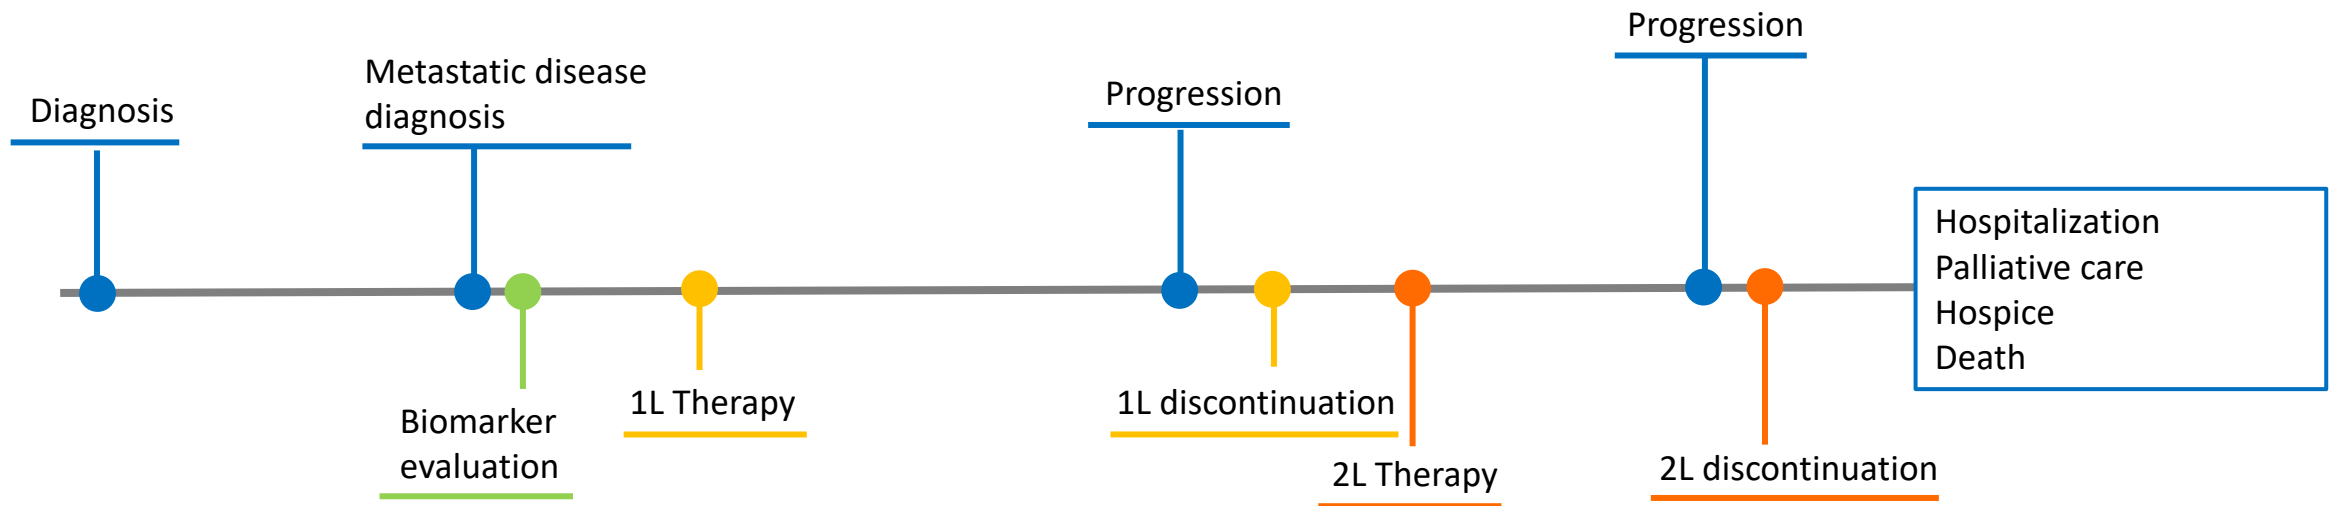 Diagnosis
Metastatic disease
diagnosis
Biomarker
evaluation
1L Therapy
Progression
1L discontinuation
2L Therapy
Progression
2L discontinuation
Hospitalization
Palliative care
Hospice
Death